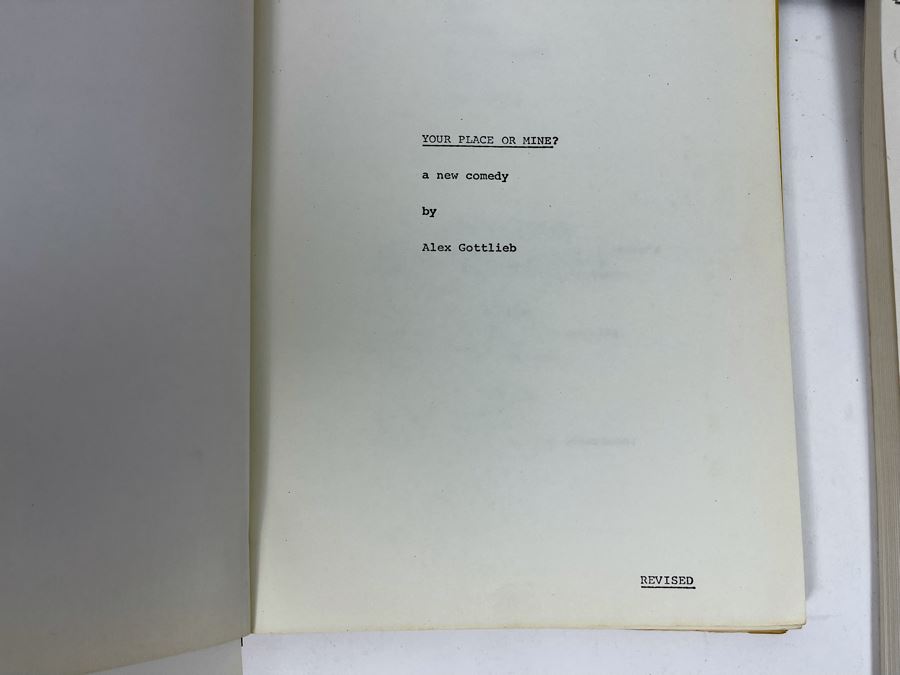 YOUR PLACE OR MINE?
a new comedy
by
Alex Gottlieb
REVISED